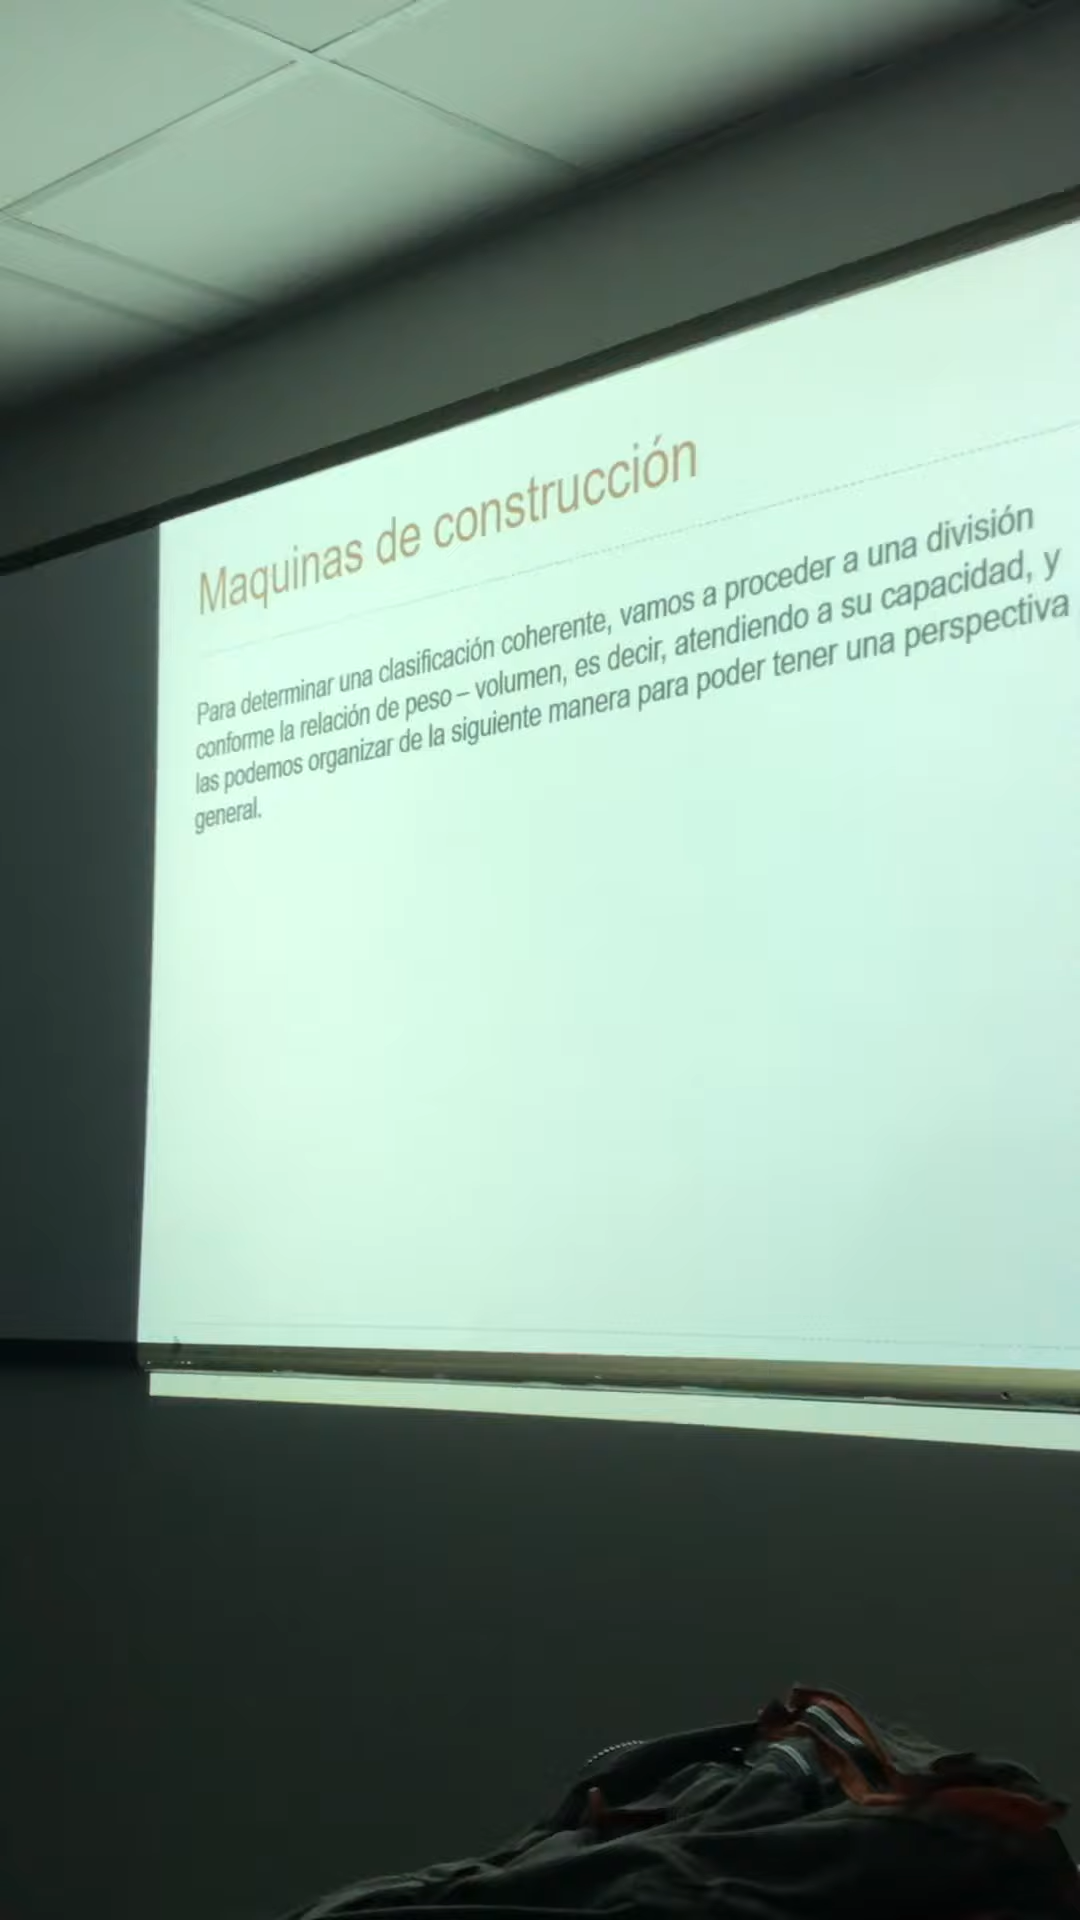 Maquinas de construcción
Para determinar una clasificación coherente, vamos a proceder a una división
conforme la relación de peso – volumen, es decir, atendiendo a su capacidad, y
las podemos organizar de la siguiente manera para poder tener una perspectiva
general.